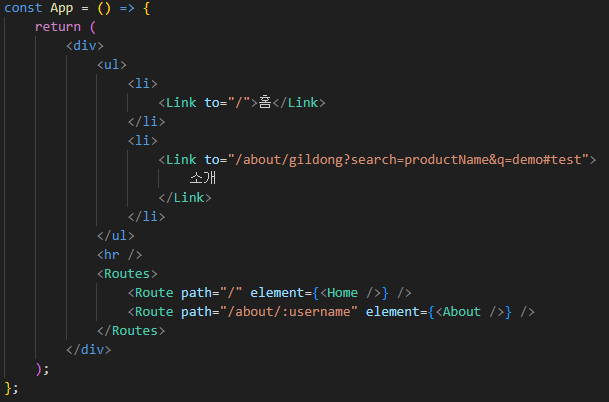 const App = () => {
    return (
        <div>
            <ul>
                <li>
                    <Link to="/">홈</Link>
                </li>
                <li>
                    <Link to="/about/gildong?search=productName&q=demo#test">
                        소개
                    </Link>
                </li>
            </ul>
            <hr />
            <Routes>
                <Route path="/" element={<Home />} />
                <Route path="/about/:username" element={<About />} />
            </Routes>
        </div>
    );
};